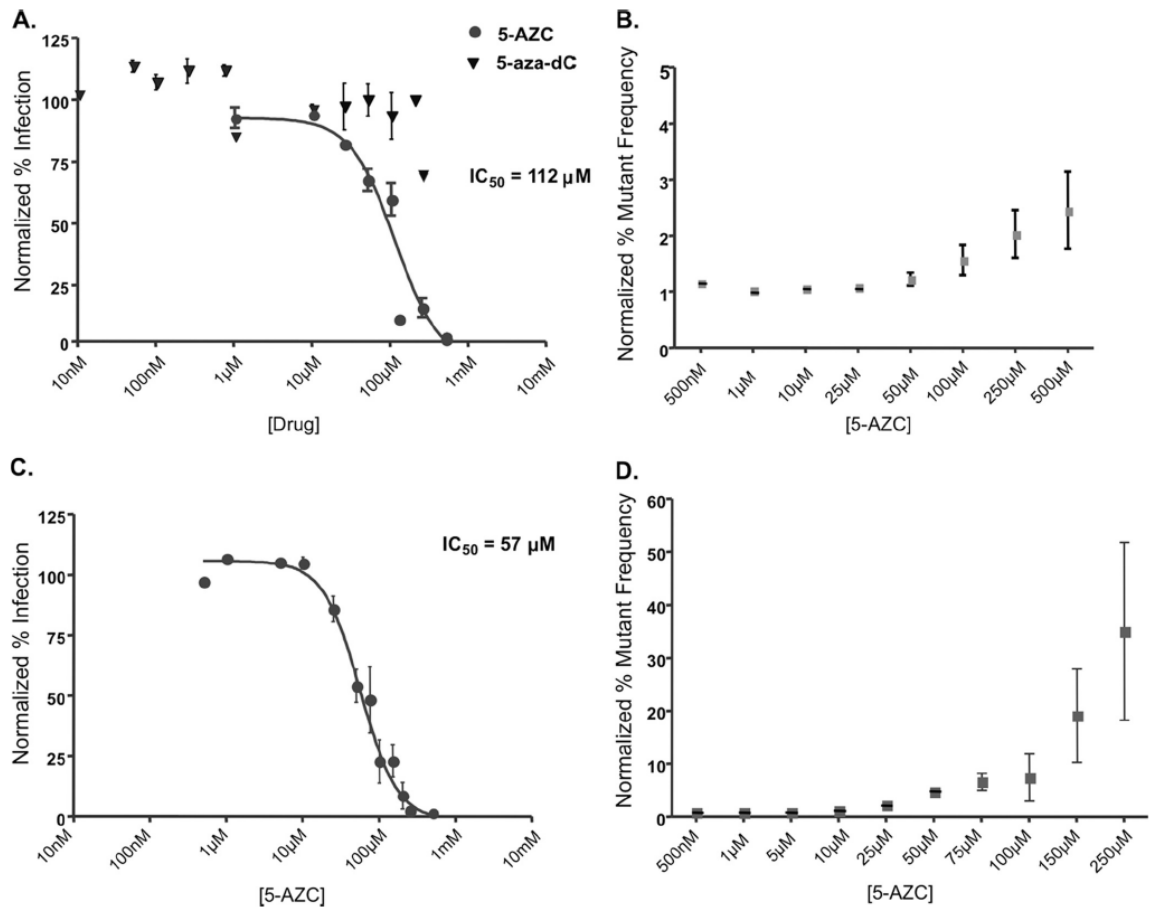 A.
125
100
75
50
25
0
Normalized % Infection
5-AZC
5-aza-dC
IC50 = 112 µM
10nM
100nM
1µM
10µM
100µM
1mM
10mM
[Drug]
B.
5
4
3
2
1
0
Normalized % Mutant Frequency
500ηM
1µM
10µM
25µM
50µM
100µM
250µM
500µM
[5-AZC]
C.
125
100
75
50
25
0
Normalized % Infection
IC50 = 57 µM
10nM
100nM
1µM
10µM
100µM
1mM
10mM
[5-AZC]
D.
60
50
40
30
20
10
0
Normalized % Mutant Frequency
500ηM
1µM
5µM
10µM
25µM
50µM
75µM
100µM
150µM
250µM
[5-AZC]